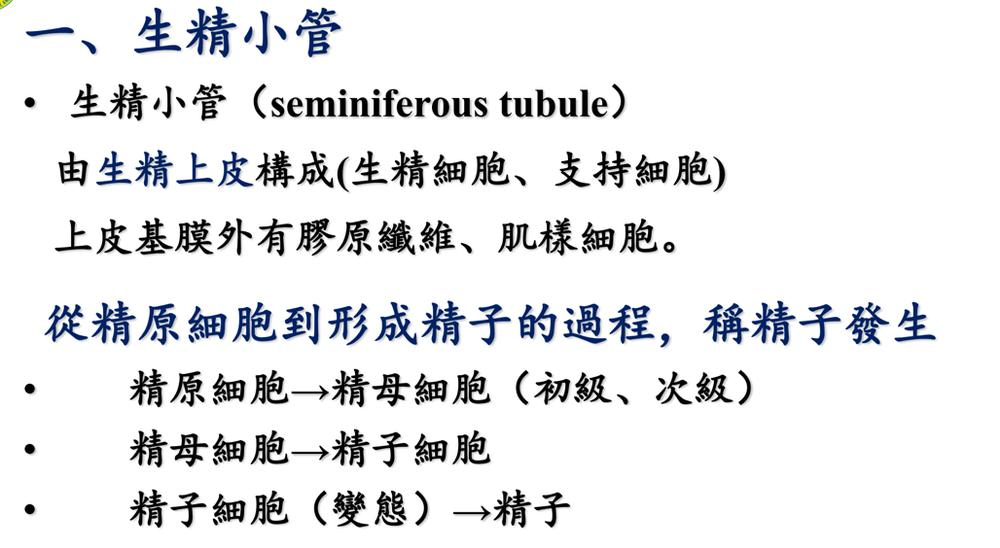 一、生精小管
• 生精小管（seminiferous tubule）
由生精上皮構成(生精細胞、支持細胞)
上皮基膜外有膠原纖維、肌樣細胞。
從精原細胞到形成精子的過程，稱精子發生
• 精原細胞→精母細胞（初級、次級）
• 精母細胞→精子細胞
• 精子細胞（變態）→精子